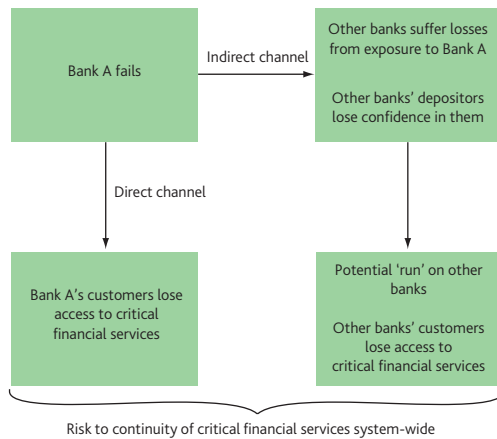 Bank A fails
Indirect channel
Other banks suffer losses
from exposure to Bank A
Other banks' depositors
lose confidence in them
Direct channel
Bank A's customers lose
access to critical
financial services
Potential 'run' on other
banks
Other banks' customers
lose access to
critical financial services
Risk to continuity of critical financial services system-wide